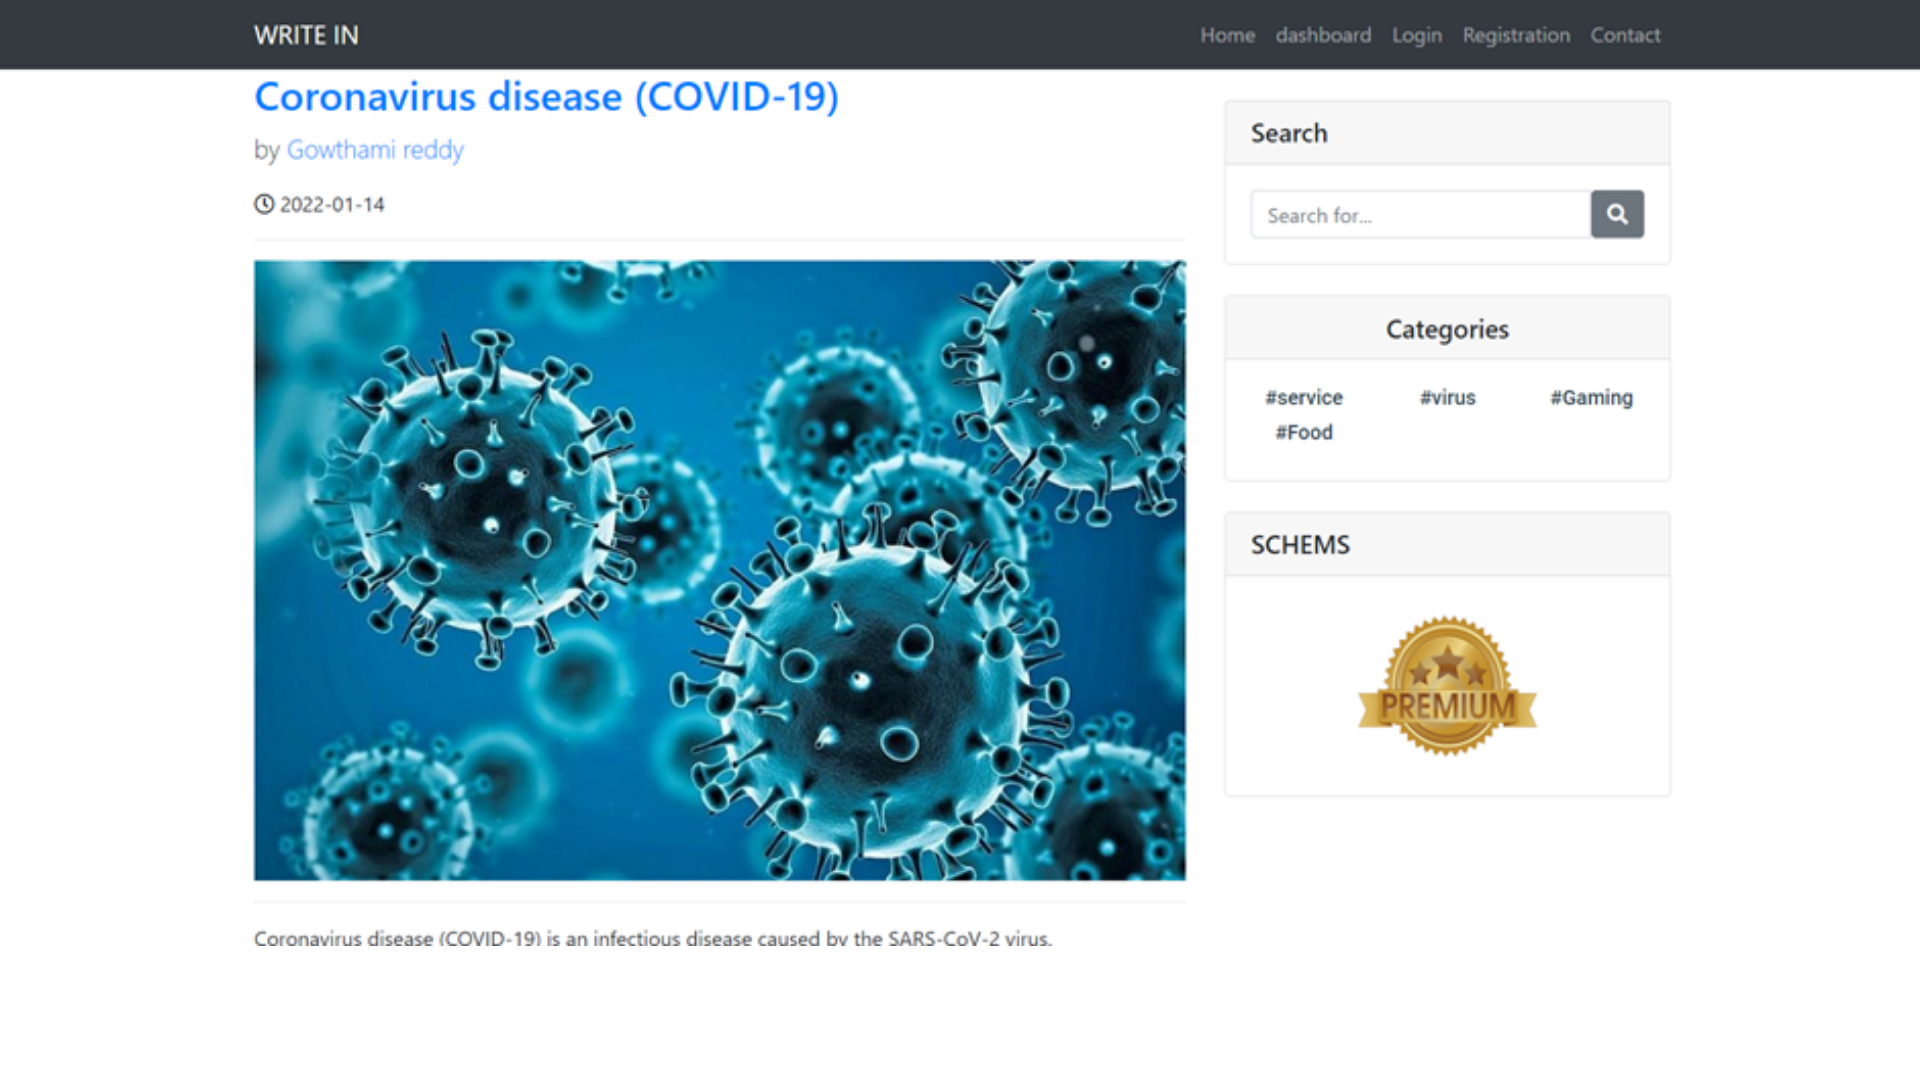 WRITE IN
Home dashboard Login Registration Contact
Coronavirus disease (COVID-19)
by Gowthami reddy
2022-01-14
Coronavirus disease (COVID-19) is an infectious disease caused by the SARS-CoV-2 virus.
Search
Search for...
Categories
#service #virus #Gaming
#Food
SCHEMS
PREMIUM